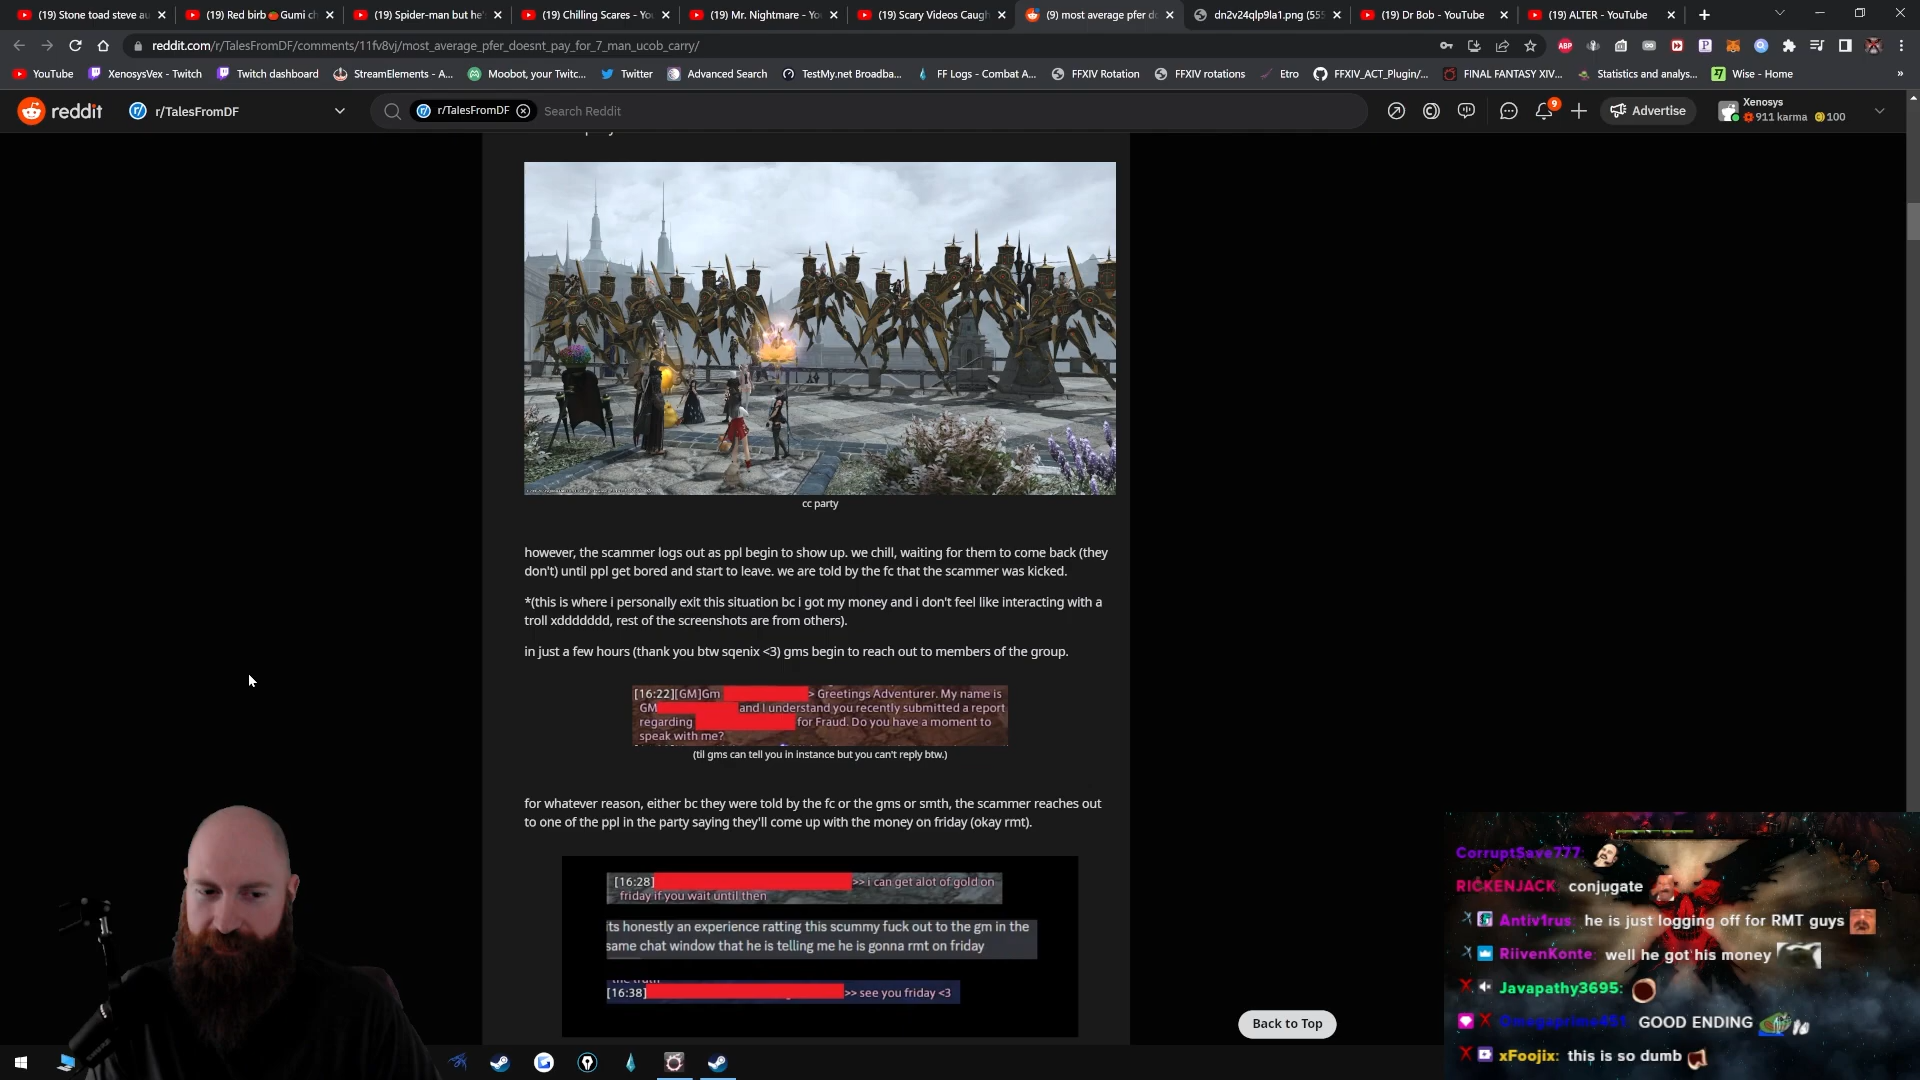 (19) Stone toad steve au
(19) Red birb 🍅Gumi ch
(19) Spider-man but he'
(19) Chilling Scares - Yo
(19) Mr. Nightmare - Yo
(19) Scary Videos Caugh
(9) most average pfer do
dn2v24qlp9la1.png (555
(19) Dr Bob - YouTube
(19) ALTER - YouTube
reddit.com/r/TalesFromDF/comments/11fv8vj/most_average_pfer_doesnt_pay_for_7_man_ucob_carry/
YouTube
XenosysVex - Twitch
Twitch dashboard
StreamElements - A...
Moobot, your Twitc...
Twitter
Advanced Search
TestMy.net Broadba...
FF Logs - Combat A...
FFXIV Rotation
FFXIV rotations
Etro
FFXIV_ACT_Plugin/...
FINAL FANTASY XIV...
Statistics and analys...
Wise - Home
reddit
r/TalesFromDF
r/TalesFromDF
Search Reddit
9
Advertise
Xenosys
911 karma 100
cc party
however, the scammer logs out as ppl begin to show up. we chill, waiting for them to come back (they
don't) until ppl get bored and start to leave. we are told by the fc that the scammer was kicked.
*(this is where i personally exit this situation bc i got my money and i don't feel like interacting with a
troll xddddddd, rest of the screenshots are from others).
in just a few hours (thank you btw sqenix <3) gms begin to reach out to members of the group.
[16:22][GM]Gm > Greetings Adventurer. My name is
GM and I understand you recently submitted a report
regarding for Fraud. Do you have a moment to
speak with me?
(til gms can tell you in instance but you can't reply btw.)
for whatever reason, either bc they were told by the fc or the gms or smth, the scammer reaches out
to one of the ppl in the party saying they'll come up with the money on friday (okay rmt).
[16:28] >> i can get alot of gold on
friday if you wait until then
its honestly an experience ratting this scummy fuck out to the gm in the
same chat window that he is telling me he is gonna rmt on friday
[16:38] >> see you friday <3
Back to Top
CorruptSave777:
RICKENJACK: conjugate
Antiv1rus: he is just logging off for RMT guys
RiivenKonte: well he got his money
Javapathy3695:
GOOD ENDING
xFoojix: this is so dumb